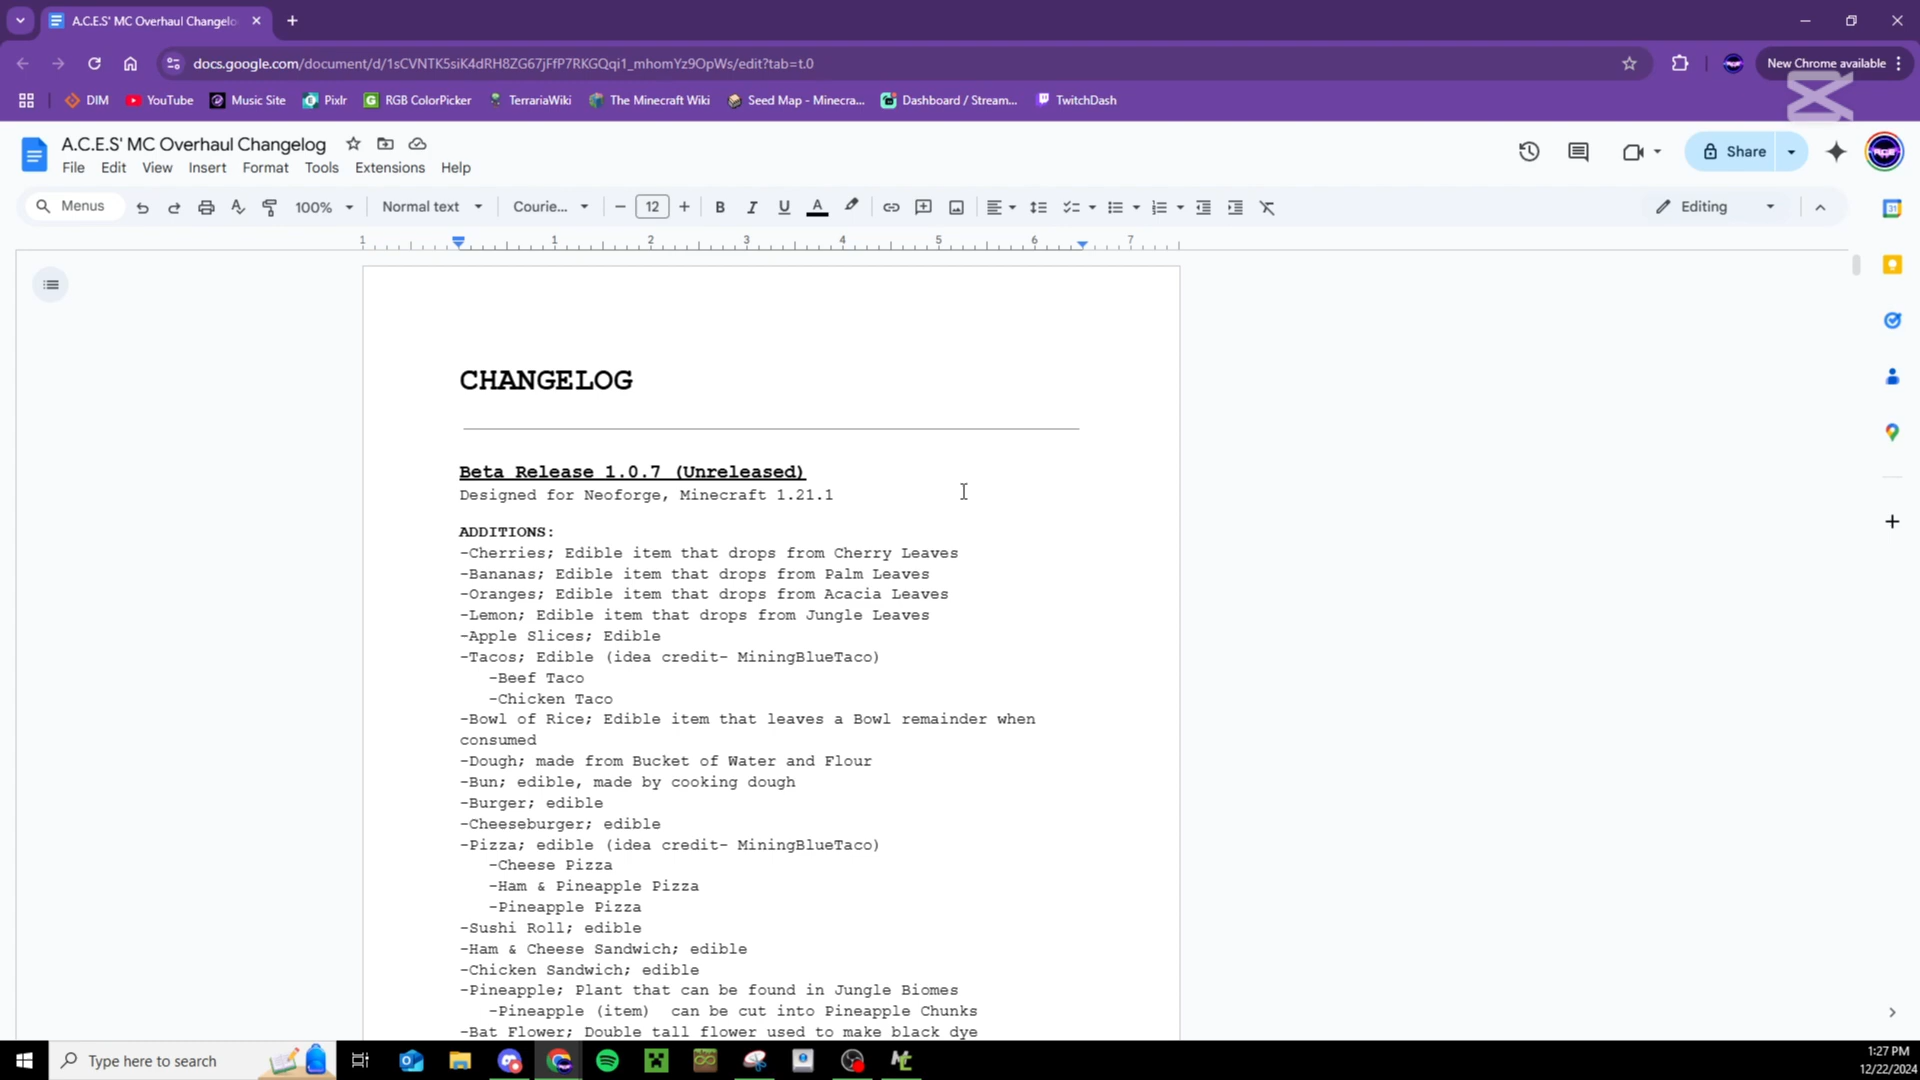 A.C.E.S' MC Overhaul Changelo
docs.google.com/document/d/1sCVNTK5siK4dRH8ZG67jFfP7RKGQqi1_mhomYz9OpWs/edit?tab=t.0
New Chrome available
DIM YouTube Music Site Pixlr RGB ColorPicker TerrariaWiki The Minecraft Wiki Seed Map - Minecra... Dashboard / Stream... TwitchDash
A.C.E.S' MC Overhaul Changelog
File Edit View Insert Format Tools Extensions Help
Share
Menus 100% Normal text Courie... 12 Editing
1 1 2 3 4 5 6 7
CHANGELOG
Beta Release 1.0.7 (Unreleased)
Designed for Neoforge, Minecraft 1.21.1
ADDITIONS:
-Cherries; Edible item that drops from Cherry Leaves
-Bananas; Edible item that drops from Palm Leaves
-Oranges; Edible item that drops from Acacia Leaves
-Lemon; Edible item that drops from Jungle Leaves
-Apple Slices; Edible
-Tacos; Edible (idea credit- MiningBlueTaco)
-Beef Taco
-Chicken Taco
-Bowl of Rice; Edible item that leaves a Bowl remainder when
consumed
-Dough; made from Bucket of Water and Flour
-Bun; edible, made by cooking dough
-Burger; edible
-Cheeseburger; edible
-Pizza; edible (idea credit- MiningBlueTaco)
-Cheese Pizza
-Ham & Pineapple Pizza
-Pineapple Pizza
-Sushi Roll; edible
-Ham & Cheese Sandwich; edible
-Chicken Sandwich; edible
-Pineapple; Plant that can be found in Jungle Biomes
-Pineapple (item)  can be cut into Pineapple Chunks
-Bat Flower; Double tall flower used to make black dye
Type here to search
1:27 PM
12/22/2024